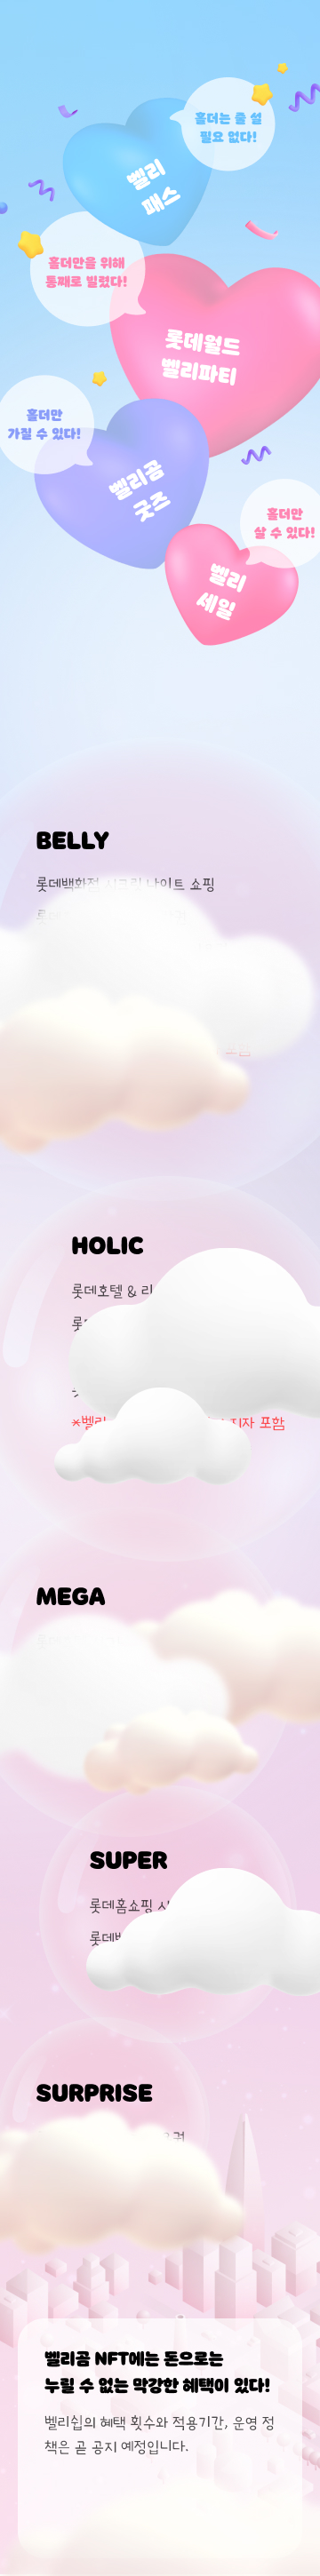 홀더는 줄 설
필요 없다!
벨리
패스
홀더만을 위해
통째로 빌렸다!
롯데월드
벨리파티
홀더만
가질 수 있다!
벨리곰
굿즈
홀더만
살 수 있다!
벨리
세일
BELLY
롯데백화점 시크릿 나이트 쇼핑
HOLIC
롯데호텔 & 리
롯
※벨리
지자 포함
MEGA
SUPER
롯데홈쇼핑
롯데
SURPRISE
벨리곰 NFT에는 돈으로는
누릴 수 없는 막강한 혜택이 있다!
벨리쉽의 혜택 횟수와 적용기간, 운영 정
책은 곧 공지 예정입니다.